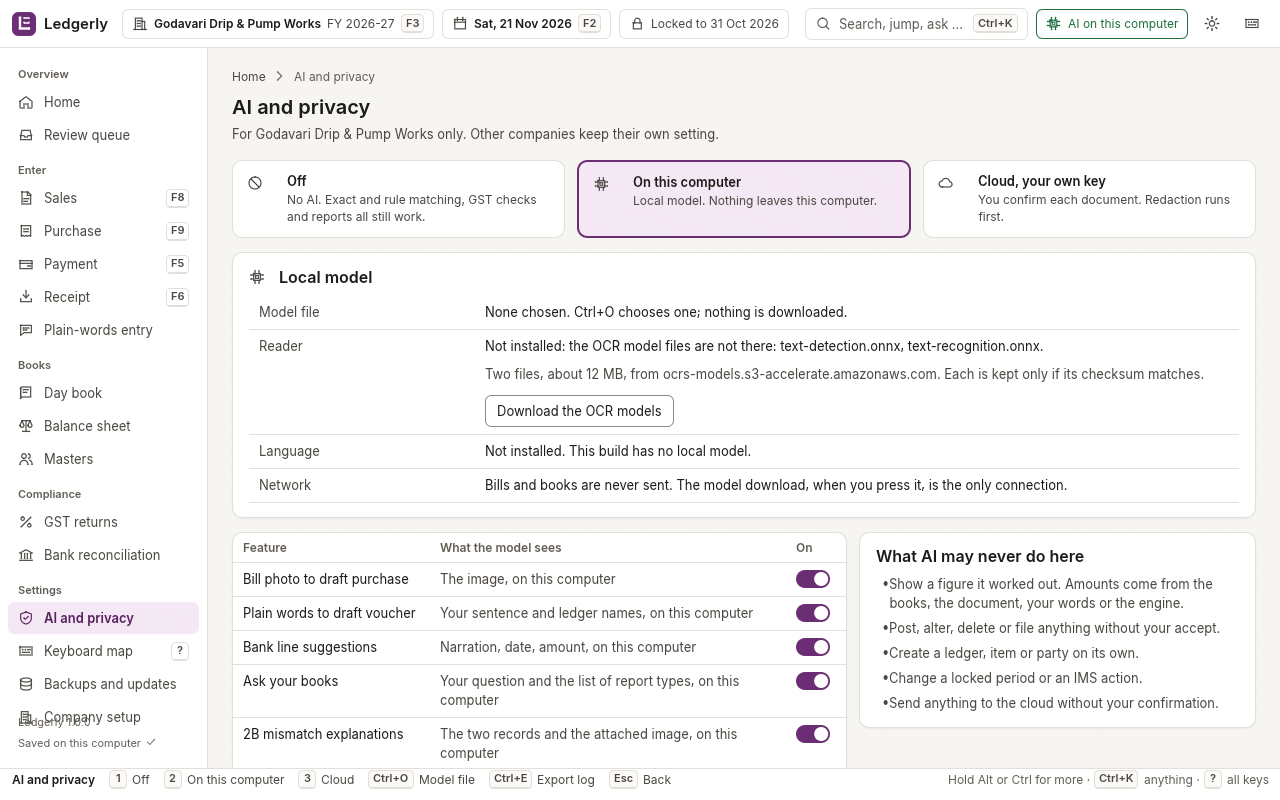 Ledgerly
Godavari Drip & Pump Works FY 2026-27 F3
Sat, 21 Nov 2026 F2
Locked to 31 Oct 2026
Search, jump, ask ... Ctrl+K
AI on this computer
Overview
Home
Review queue
Enter
Sales F8
Purchase F9
Payment F5
Receipt F6
Plain-words entry
Books
Day book
Balance sheet
Masters
Compliance
GST returns
Bank reconciliation
Settings
AI and privacy
Keyboard map ?
Backups and updates
Company setup
Saved on this computer
Home AI and privacy
AI and privacy
For Godavari Drip & Pump Works only. Other companies keep their own setting.
Off
No AI. Exact and rule matching, GST checks
and reports all still work.
On this computer
Local model. Nothing leaves this computer.
Cloud, your own key
You confirm each document. Redaction runs
first.
Local model
Model file None chosen. Ctrl+O chooses one; nothing is downloaded.
Reader Not installed: the OCR model files are not there: text-detection.onnx, text-recognition.onnx.
Two files, about 12 MB, from ocrs-models.s3-accelerate.amazonaws.com. Each is kept only if its checksum matches.
Download the OCR models
Language Not installed. This build has no local model.
Network Bills and books are never sent. The model download, when you press it, is the only connection.
Feature What the model sees On
Bill photo to draft purchase The image, on this computer
Plain words to draft voucher Your sentence and ledger names, on this computer
Bank line suggestions Narration, date, amount, on this computer
Ask your books Your question and the list of report types, on this
computer
2B mismatch explanations The two records and the attached image, on this
computer
What AI may never do here
•Show a figure it worked out. Amounts come from the
books, the document, your words or the engine.
•Post, alter, delete or file anything without your accept.
•Create a ledger, item or party on its own.
•Change a locked period or an IMS action.
•Send anything to the cloud without your confirmation.
AI and privacy 1 Off 2 On this computer 3 Cloud Ctrl+O Model file Ctrl+E Export log Esc Back
Hold Alt or Ctrl for more · Ctrl+K anything · ? all keys